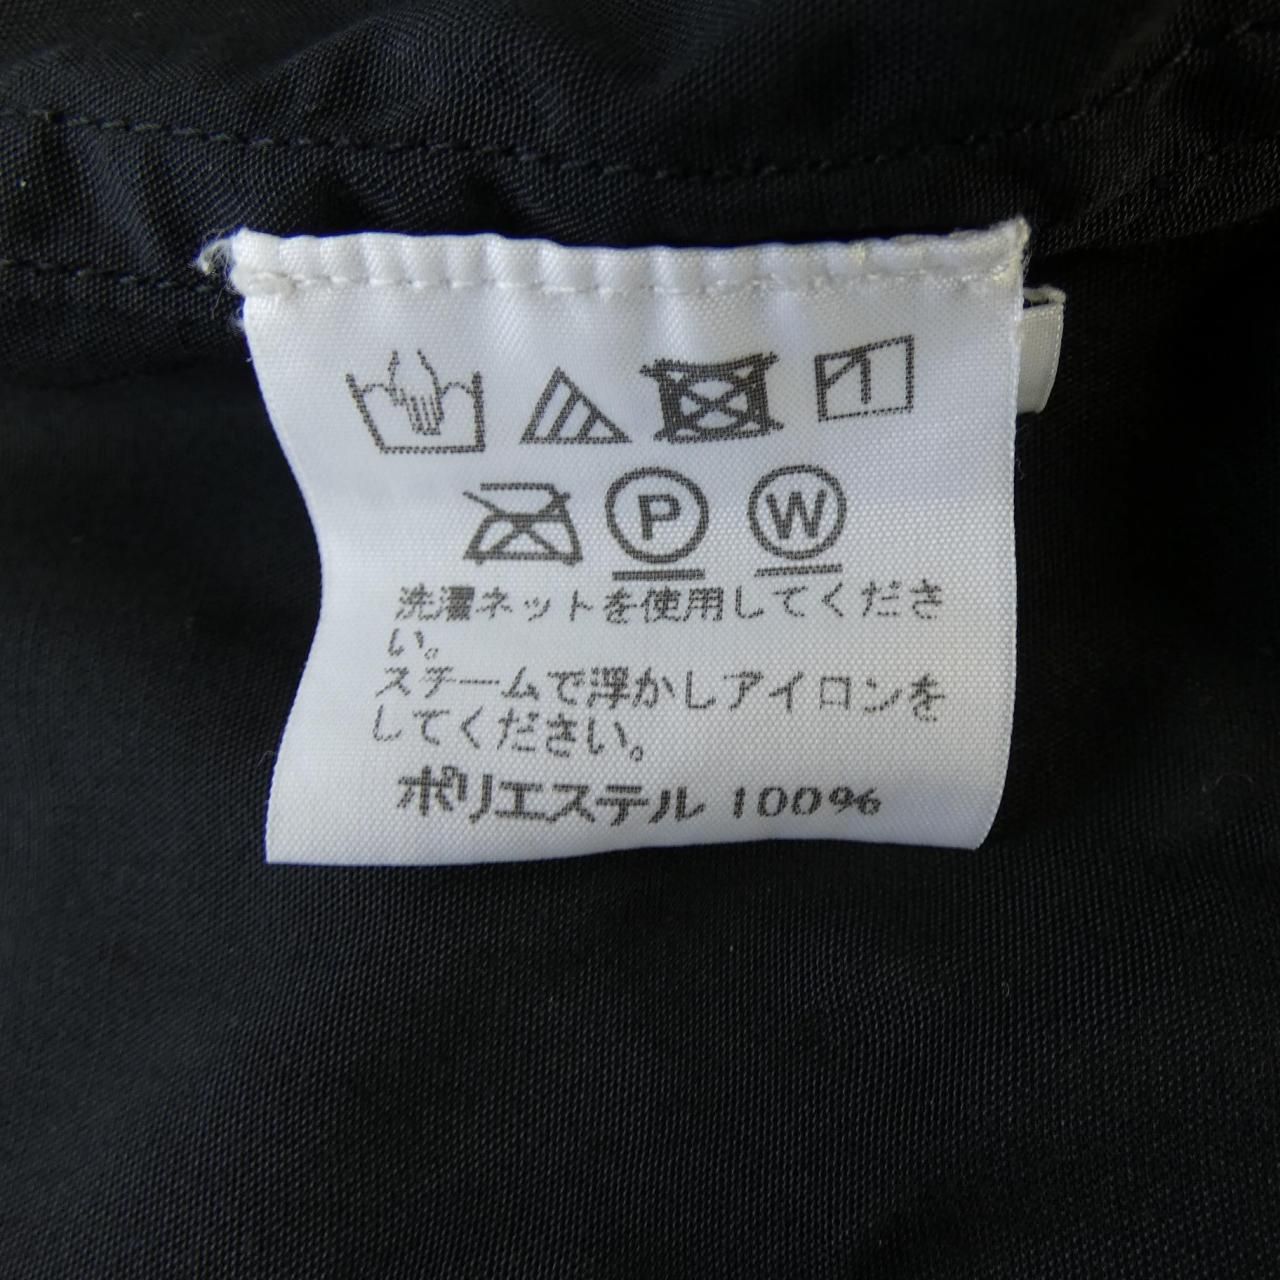 P W
洗濯ネットを使用してくださ
い。
スチームで浮かしアイロンを
してください。
ポリエステル 100%